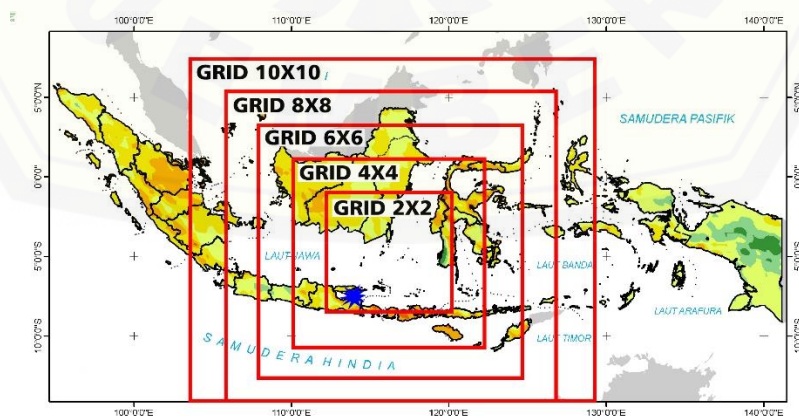 100°0'0"E 110°0'0"E 120°0'0"E 130°0'0"E 140°0'0"E
GRID 10X10
GRID 8X8
5°0'0"N 5°0'0"N
SAMUDERA PASIFIK
GRID 6X6
GRID 4X4
0°0'0" 0°0'0"
GRID 2X2
LAUT JAWA
LAUT BANDA
5°0'0"S 5°0'0"S
LAUT ARAFURA
SAMUDERA HINDIA
LAUT TIMOR
10°0'0"S 10°0'0"S
100°0'0"E 110°0'0"E 120°0'0"E 130°0'0"E 140°0'0"E